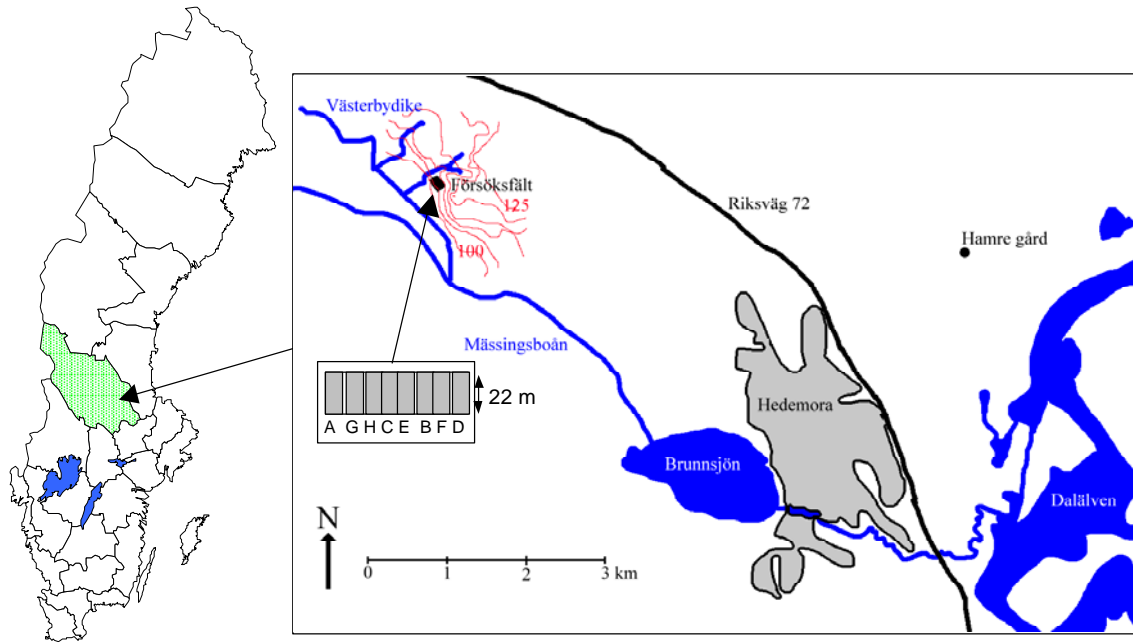 Västerbydike
Försöksfält
125
100
Riksväg 72
Hamre gård
Mässingsboån
22 m
A G H C E B F D
Hedemora
Brunnsjön
Dalälven
N
0 1 2 3 km